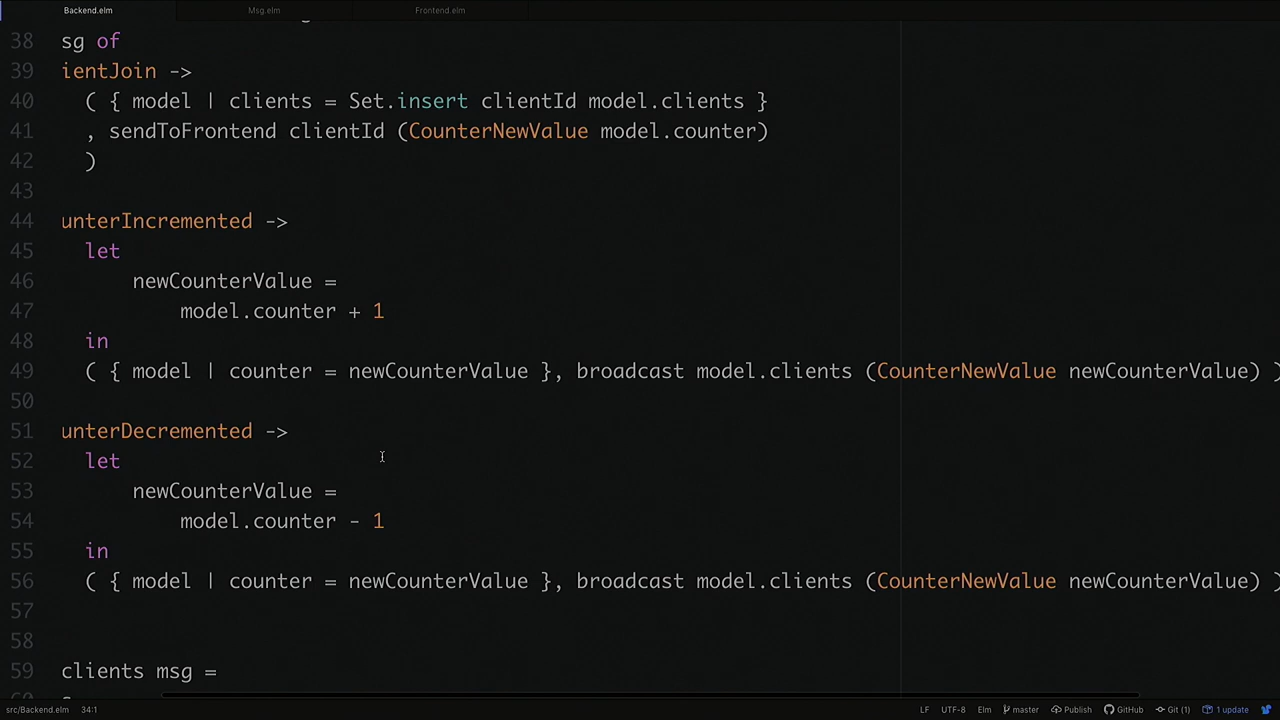 Backend.elm Msg.elm Frontend.elm
38 sg of
39 ientJoin ->
40 ( { model | clients = Set.insert clientId model.clients }
41 , sendToFrontend clientId (CounterNewValue model.counter)
42 )
43
44 unterIncremented ->
45 let
46 newCounterValue =
47 model.counter + 1
48 in
49 ( { model | counter = newCounterValue }, broadcast model.clients (CounterNewValue newCounterValue) )
50
51 unterDecremented ->
52 let
53 newCounterValue =
54 model.counter - 1
55 in
56 ( { model | counter = newCounterValue }, broadcast model.clients (CounterNewValue newCounterValue) )
57
58
59 clients msg =
src/Backend.elm 34:1 LF UTF-8 Elm master Publish GitHub Git (1) 1 update